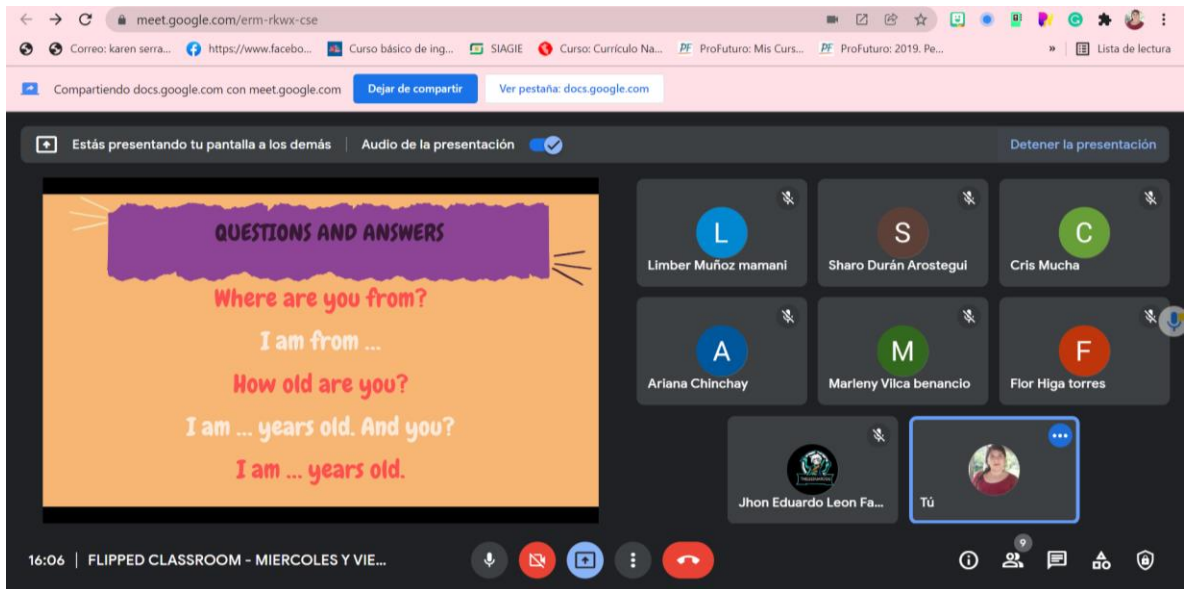 meet.google.com/erm-rkwx-cse
Correo: karen serra...
https://www.facebo...
Curso básico de ing...
SIAGIE
Curso: Currículo Na...
PF ProFuturo: Mis Curs...
PF ProFuturo: 2019. Pe...
»
Lista de lectura
Compartiendo docs.google.com con meet.google.com
Dejar de compartir
Ver pestaña: docs.google.com
Estás presentando tu pantalla a los demás | Audio de la presentación
Detener la presentación
QUESTIONS AND ANSWERS
Where are you from?
I am from ...
How old are you?
I am ... years old. And you?
I am ... years old.
L
Limber Muñoz mamani
S
Sharo Durán Arostegui
C
Cris Mucha
A
Ariana Chinchay
M
Marleny Vilca benancio
F
Flor Higa torres
Jhon Eduardo Leon Fa...
Tú
16:06 | FLIPPED CLASSROOM - MIERCOLES Y VIE...
9